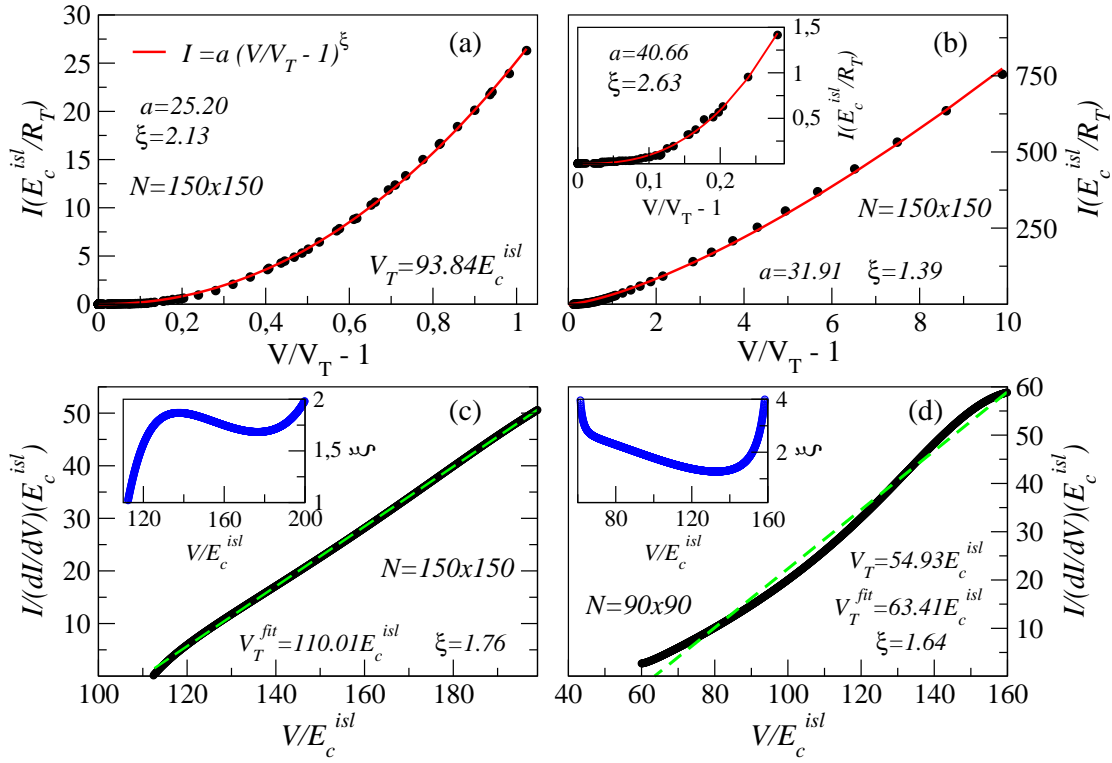 30
25
20
15
10
5
0
I(E_c^{isl}/R_T)
I =a (V/V_T - 1)^ξ
(a)
a=25.20
ξ=2.13
N=150x150
V_T=93.84E_c^{isl}
0
0,2
0,4
0,6
0,8
1
V/V_T - 1
1,5
1
0,5
I(E_c^{isl}/R_T)
a=40.66
ξ=2.63
0
0,1
0,2
V/V_T - 1
(b)
750
500
250
I(E_c^{isl}/R_T)
N=150x150
a=31.91 ξ=1.39
0
2
4
6
8
10
V/V_T - 1
50
40
30
20
10
I/(dI/dV)(E_c^{isl})
2
1,5
1
ξ
120
160
200
V/E_c^{isl}
(c)
N=150x150
V_T^{fit}=110.01E_c^{isl} ξ=1.76
100
120
140
160
180
V/E_c^{isl}
4
2
ξ
60
80
100
120
158
V/E_c^{isl}
(d)
60
50
40
30
20
10
I/(dI/dV)(E_c^{isl})
V_T=54.93E_c^{isl}
N=90x90
V_T^{fit}=63.41E_c^{isl}
ξ=1.64
40
60
80
100
120
140
160
V/E_c^{isl}